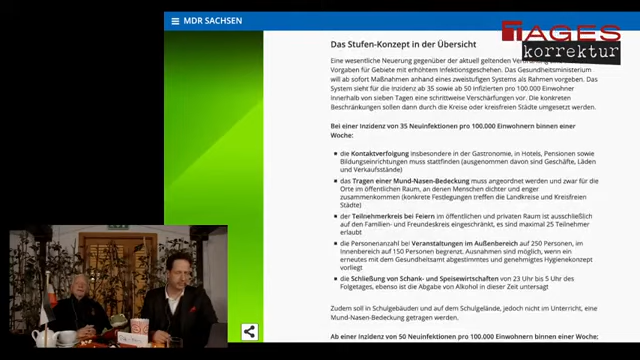 MDR SACHSEN
TAGES
korrektur
Das Stufen-Konzept in der Übersicht
Eine wesentliche Neuerung gegenüber der aktuell geltenden
Vorgaben für Gebiete mit erhöhtem Infektionsgeschehen. Das Gesundheitsministerium
will ab sofort Maßnahmen anhand eines zweistufigen Systems als Rahmen vorgeben. Das
System sieht für die Inzidenz ab 35 sowie ab 50 Infizierten pro 100.000 Einwohner
innerhalb von sieben Tagen eine schrittweise Verschärfung vor. Die konkreten
Beschränkungen sollen dann durch die Kreise oder kreisfreien Städte umgesetzt werden.
Bei einer Inzidenz von 35 Neuinfektionen pro 100.000 Einwohnern binnen einer
Woche:
die Kontaktverfolgung insbesondere in der Gastronomie, in Hotels, Pensionen sowie
Bildungseinrichtungen muss stattfinden (ausgenommen davon sind Geschäfte, Läden
und Verkaufsstände)
das Tragen einer Mund-Nasen-Bedeckung muss angeordnet werden und zwar für die
Orte im öffentlichen Raum, an denen Menschen dichter und enger
zusammenkommen (konkrete Festlegungen treffen die Landkreise und Kreisfreien
Städte)
der Teilnehmerkreis bei Feiern im öffentlichen und privaten Raum ist ausschließlich
auf den Familien- und Freundeskreis eingeschränkt, es sind maximal 25 Teilnehmer
erlaubt
die Personenanzahl bei Veranstaltungen im Außenbereich auf 250 Personen, im
Innenbereich auf 150 Personen begrenzt. Ausnahmen sind möglich, wenn ein
erneutes mit dem Gesundheitsamt abgestimmtes und genehmigtes Hygienekonzept
vorliegt
die Schließung von Schank- und Speisewirtschaften von 23 Uhr bis 5 Uhr des
Folgetages, ebenso ist die Abgabe von Alkohol in dieser Zeit untersagt
Zudem soll in Schulgebäuden und auf dem Schulgelände, jedoch nicht im Unterricht, eine
Mund-Nasen-Bedeckung getragen werden.
Ab einer Inzidenz von 50 Neuinfektionen pro 100.000 Einwohnern binnen einer Woche: